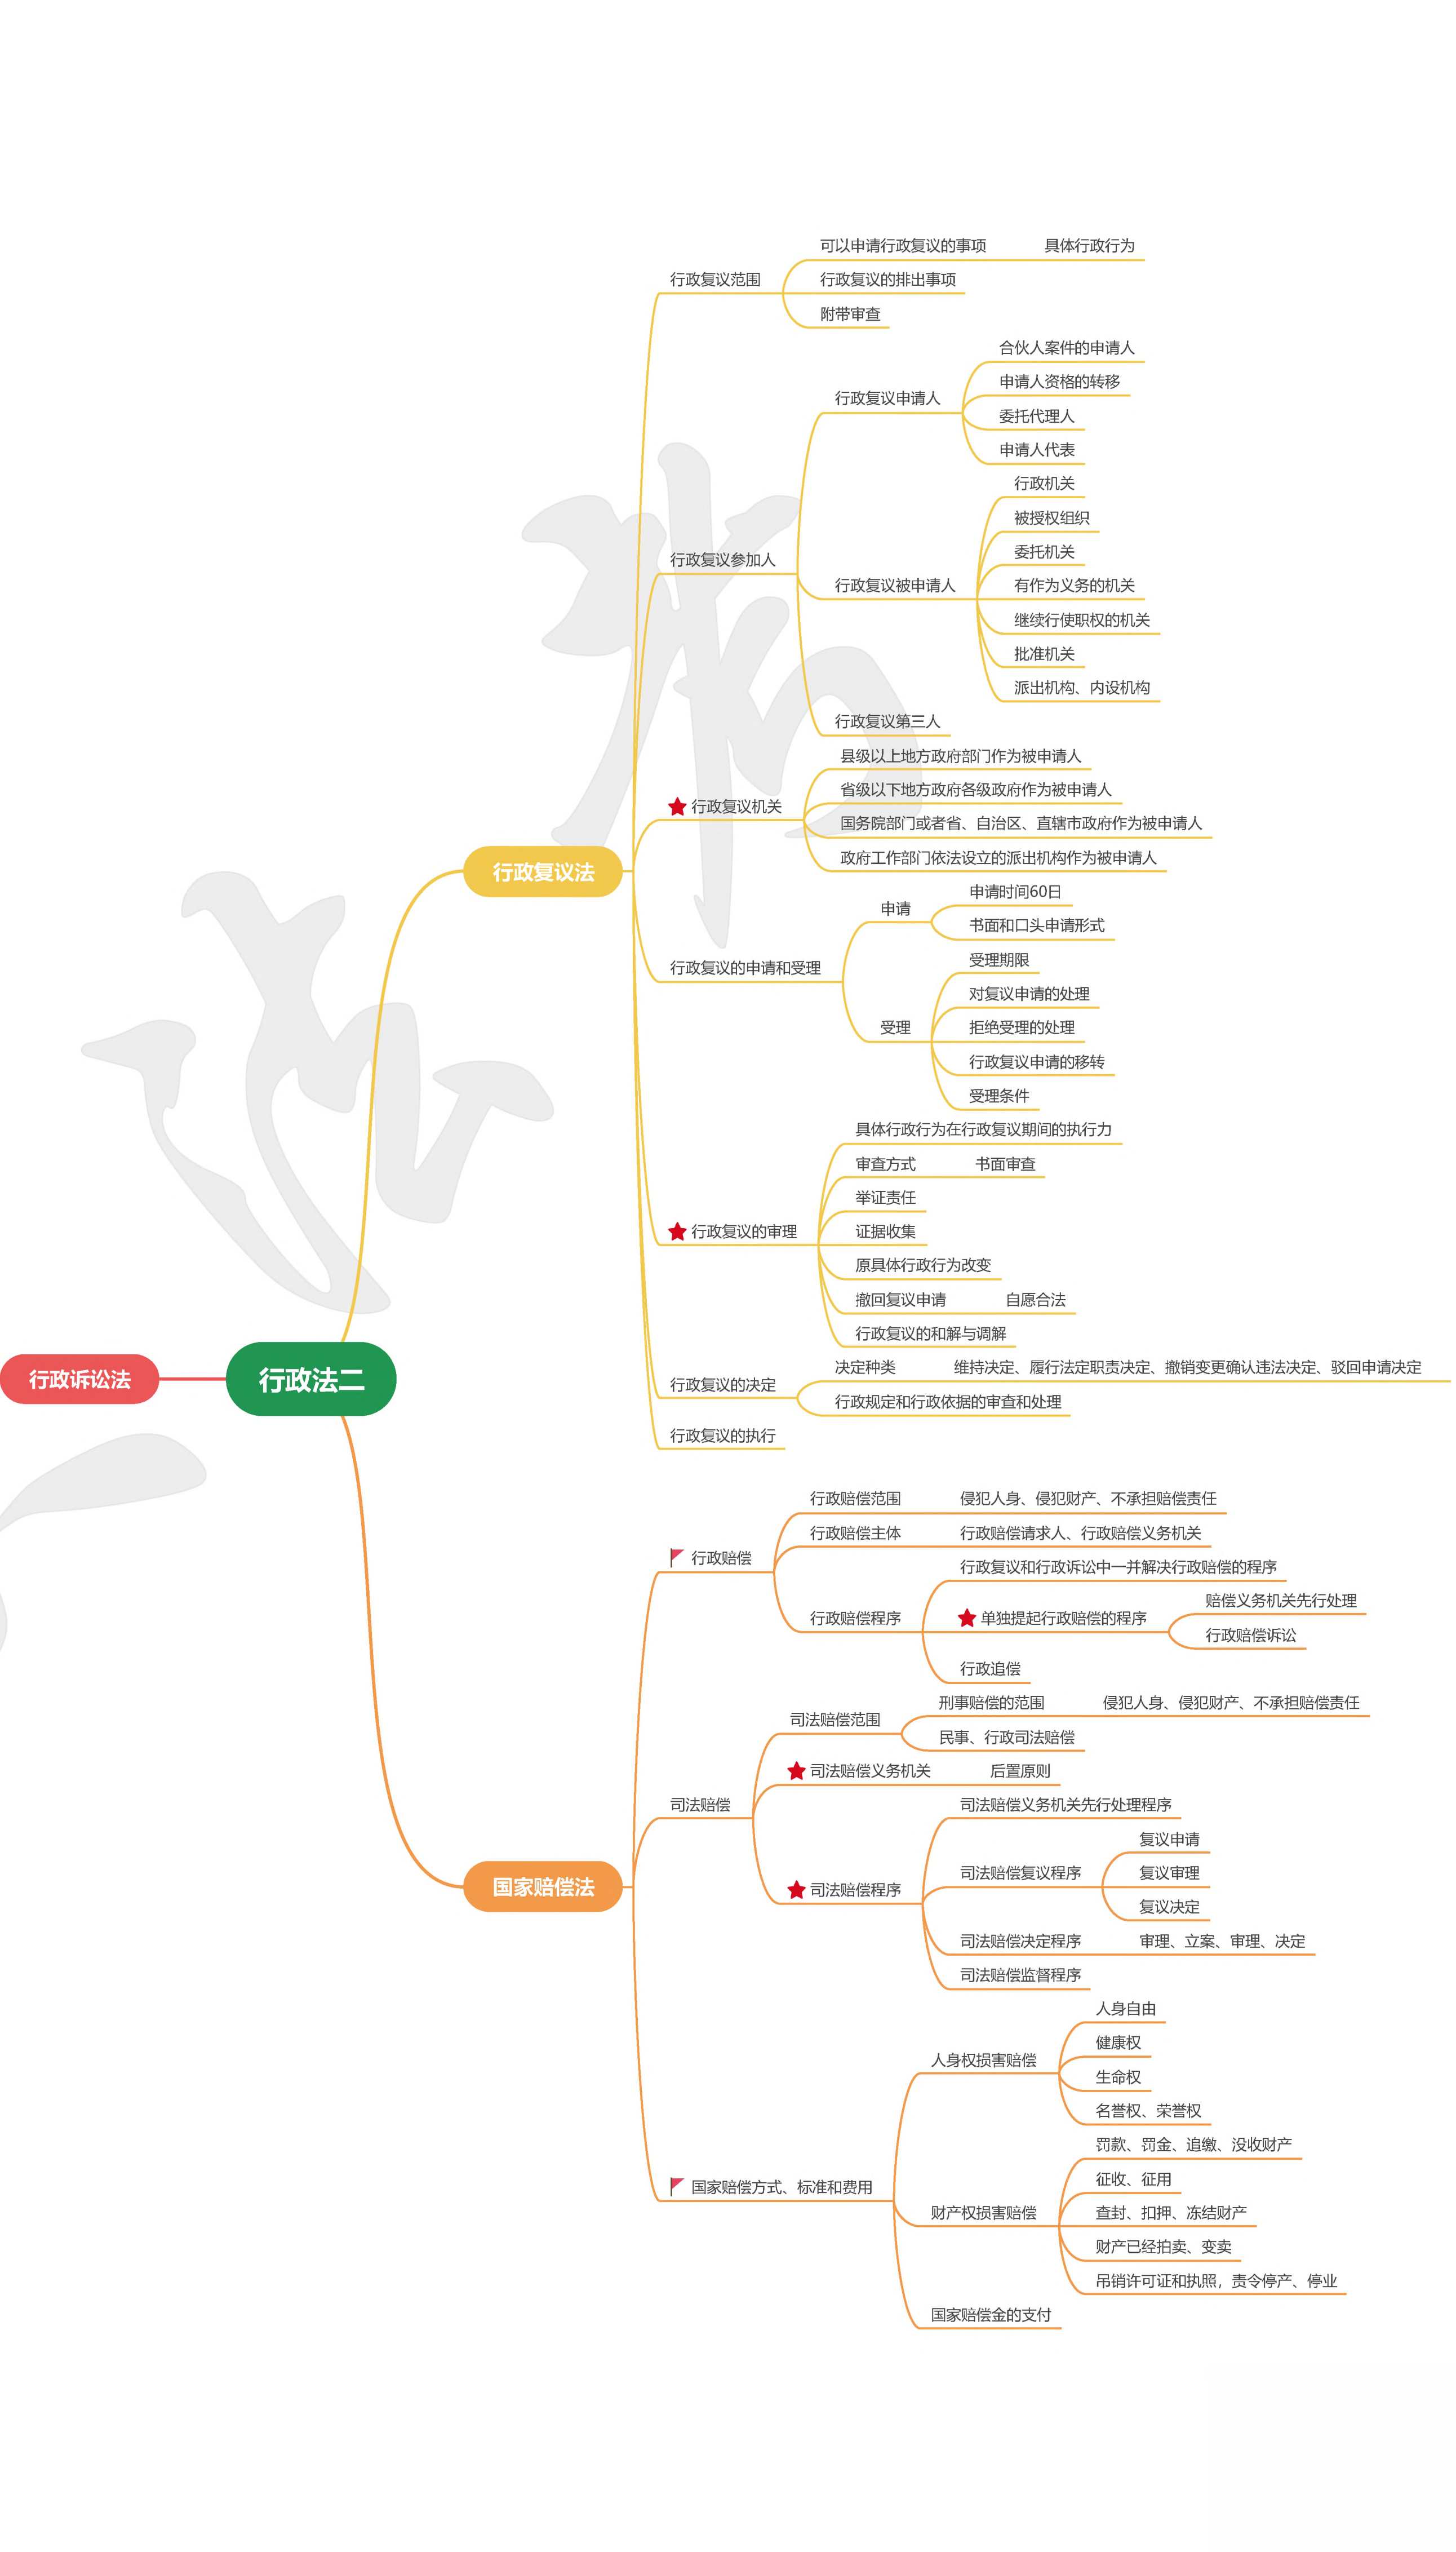 可以申请行政复议的事项 具体行政行为
行政复议范围
行政复议的排出事项
附带审查
合伙人案件的申请人
申请人资格的转移
行政复议申请人
委托代理人
申请人代表
行政机关
被授权组织
委托机关
行政复议参加人
行政复议被申请人
有作为义务的机关
继续行使职权的机关
批准机关
派出机构、内设机构
行政复议第三人
县级以上地方政府部门作为被申请人
省级以下地方政府各级政府作为被申请人
行政复议机关
国务院部门或者省、自治区、直辖市政府作为被申请人
政府工作部门依法设立的派出机构作为被申请人
行政复议法
申请时间60日
申请
书面和口头申请形式
受理期限
行政复议的申请和受理
对复议申请的处理
受理
拒绝受理的处理
行政复议申请的移转
受理条件
具体行政行为在行政复议期间的执行力
审查方式 书面审查
举证责任
行政复议的审理
证据收集
原具体行政行为改变
撤回复议申请 自愿合法
行政复议的和解与调解
决定种类 维持决定、履行法定职责决定、撤销变更确认违法决定、驳回申请决定
行政复议的决定
行政规定和行政依据的审查和处理
行政复议的执行
行政诉讼法
行政法二
行政赔偿范围 侵犯人身、侵犯财产、不承担赔偿责任
行政赔偿主体 行政赔偿请求人、行政赔偿义务机关
行政赔偿
行政复议和行政诉讼中一并解决行政赔偿的程序
赔偿义务机关先行处理
行政赔偿程序
单独提起行政赔偿的程序
行政赔偿诉讼
行政追偿
刑事赔偿的范围 侵犯人身、侵犯财产、不承担赔偿责任
司法赔偿范围
民事、行政司法赔偿
司法赔偿义务机关 后置原则
司法赔偿
司法赔偿义务机关先行处理程序
复议申请
司法赔偿复议程序
复议审理
司法赔偿程序
复议决定
司法赔偿决定程序 审理、立案、审理、决定
司法赔偿监督程序
国家赔偿法
人身自由
健康权
人身权损害赔偿
生命权
名誉权、荣誉权
罚款、罚金、追缴、没收财产
国家赔偿方式、标准和费用
征收、征用
财产权损害赔偿
查封、扣押、冻结财产
财产已经拍卖、变卖
吊销许可证和执照，责令停产、停业
国家赔偿金的支付